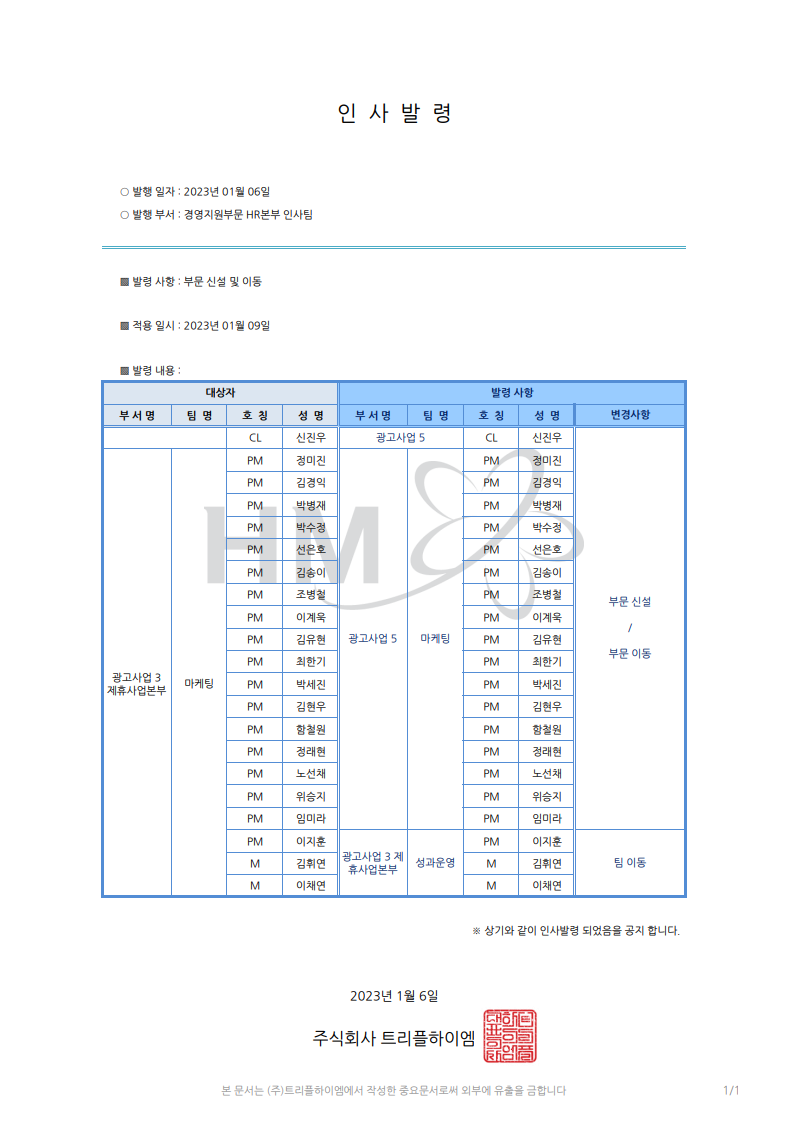 인 사 발 령
○ 발행 일자 : 2023년 01월 06일
○ 발행 부서 : 경영지원부문 HR본부 인사팀
▩ 발령 사항 : 부문 신설 및 이동
▩ 적용 일시 : 2023년 01월 09일
▩ 발령 내용 :
대상자 발령 사항
부 서 명 팀 명 호 칭 성 명 부 서 명 팀 명 호 칭 성 명 변경사항
CL 신진우 광고사업 5 CL 신진우
PM 정미진 PM 정미진
PM 김경익 PM 김경익
PM 박병재 PM 박병재
PM 박수정 PM 박수정
HM
PM 선은호 PM 선은호
PM 김송이 PM 김송이
PM 조병철 PM 조병철
부문 신설
PM 이계욱 PM 이계욱
/
PM 김유현 광고사업 5 마케팅 PM 김유현
부문 이동
PM 최한기 PM 최한기
광고사업 3
제휴사업본부 마케팅 PM 박세진 PM 박세진
PM 김현우 PM 김현우
PM 함철원 PM 함철원
PM 정래현 PM 정래현
PM 노선채 PM 노선채
PM 위승지 PM 위승지
PM 임미라 PM 임미라
PM 이지훈 PM 이지훈
광고사업 3 제
휴사업본부 성과운영 팀 이동
M 김휘연 M 김휘연
M 이채연 M 이채연
※ 상기와 같이 인사발령 되었음을 공지 합니다.
2023년 1월 6일
주식회사 트리플하이엠
본 문서는 (주)트리플하이엠에서 작성한 중요문서로써 외부에 유출을 금합니다
1/1